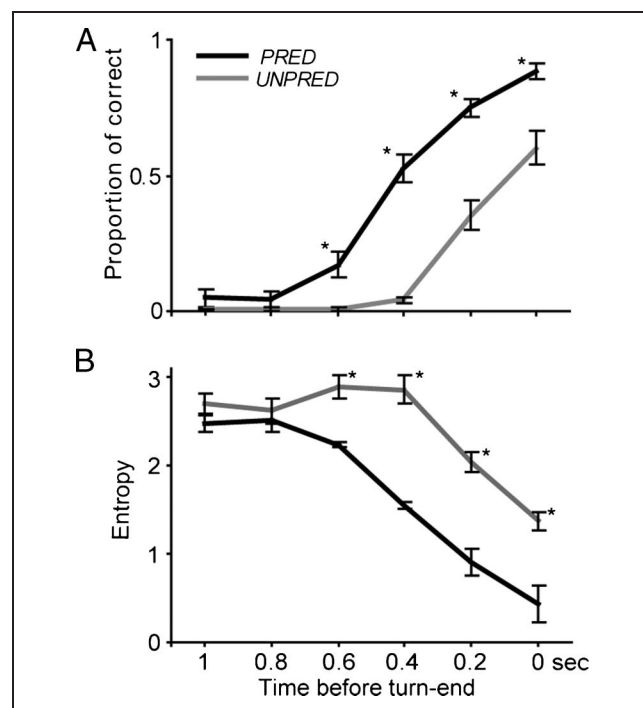 A
1
PRED
UNPRED
*
*
*
*
0.5
0
Proportion of correct
B
3
*
*
2
*
*
1
0
Entropy
1 0.8 0.6 0.4 0.2 0 sec
Time before turn-end